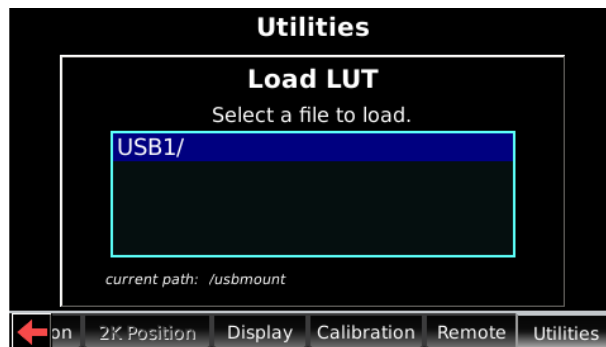 Utilities
Load LUT
Select a file to load.
USB1/
current path: /usbmount
on 2K Position Display Calibration Remote Utilities